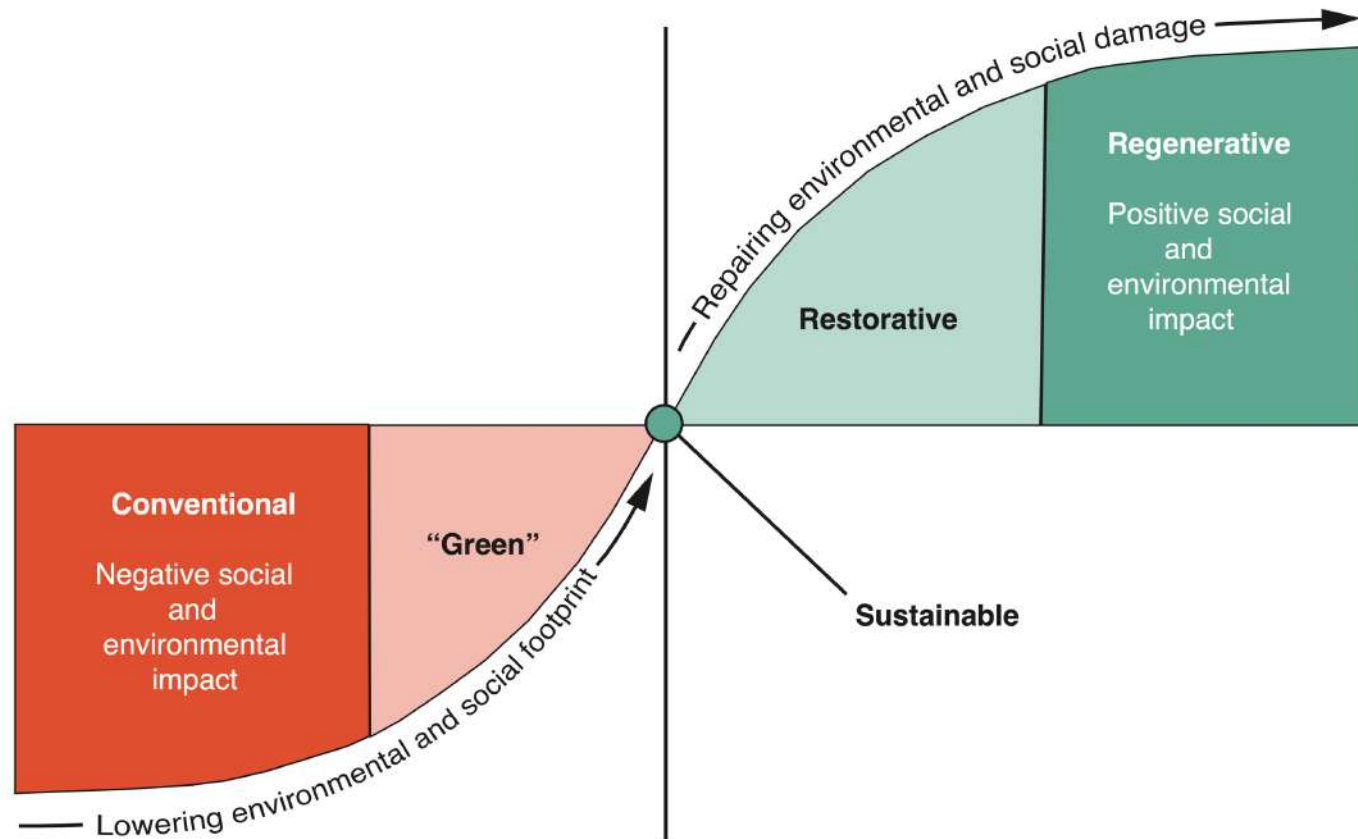 Repairing environmental and social damage
Regenerative
Positive social
and
environmental
impact
Restorative
Conventional
Negative social
and
environmental
impact
“Green”
Sustainable
Lowering environmental and social footprint